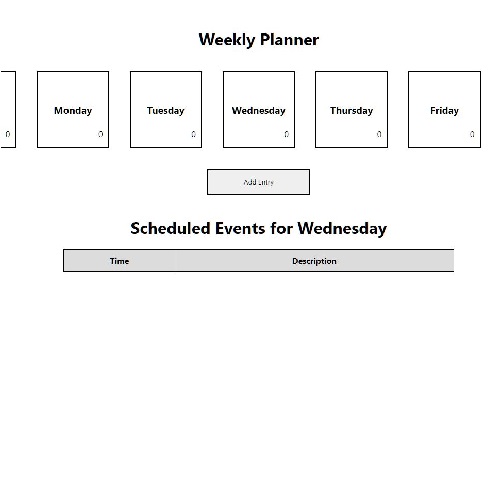 Weekly Planner
Monday Tuesday Wednesday Thursday Friday
0 0 0 0 0 0
Add Entry
Scheduled Events for Wednesday
Time Description